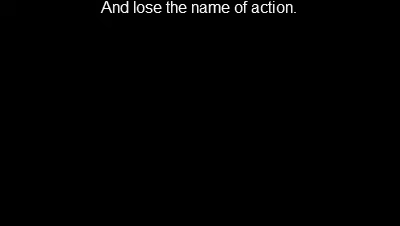 And lose the name of action.